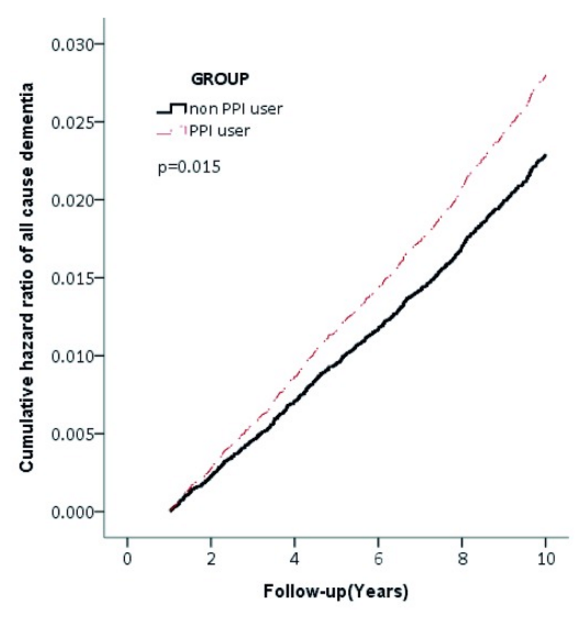 0.030
0.025
0.020
0.015
0.010
0.005
0.000
Cumulative hazard ratio of all cause dementia
GROUP
non PPI user
PPI user
p=0.015
0 2 4 6 8 10
Follow-up(Years)